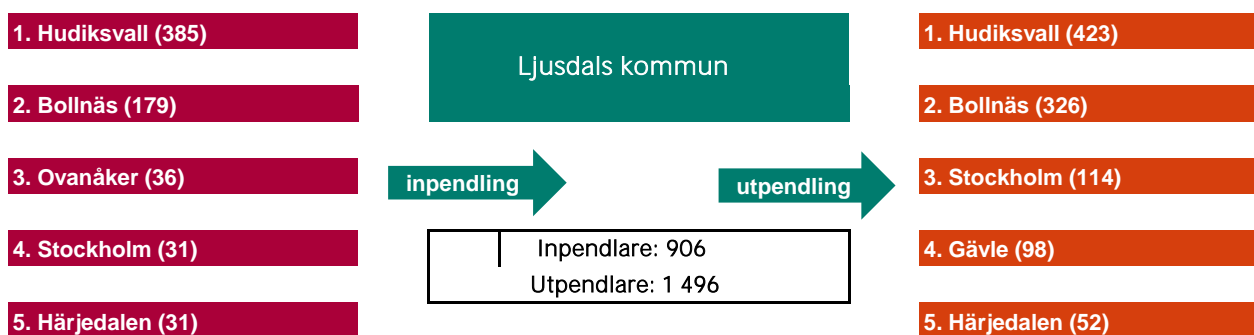 1. Hudiksvall (385)
2. Bollnäs (179)
3. Ovanåker (36)
4. Stockholm (31)
5. Härjedalen (31)
Ljusdals kommun
inpendling
utpendling
Inpendlare: 906
Utpendlare: 1 496
1. Hudiksvall (423)
2. Bollnäs (326)
3. Stockholm (114)
4. Gävle (98)
5. Härjedalen (52)